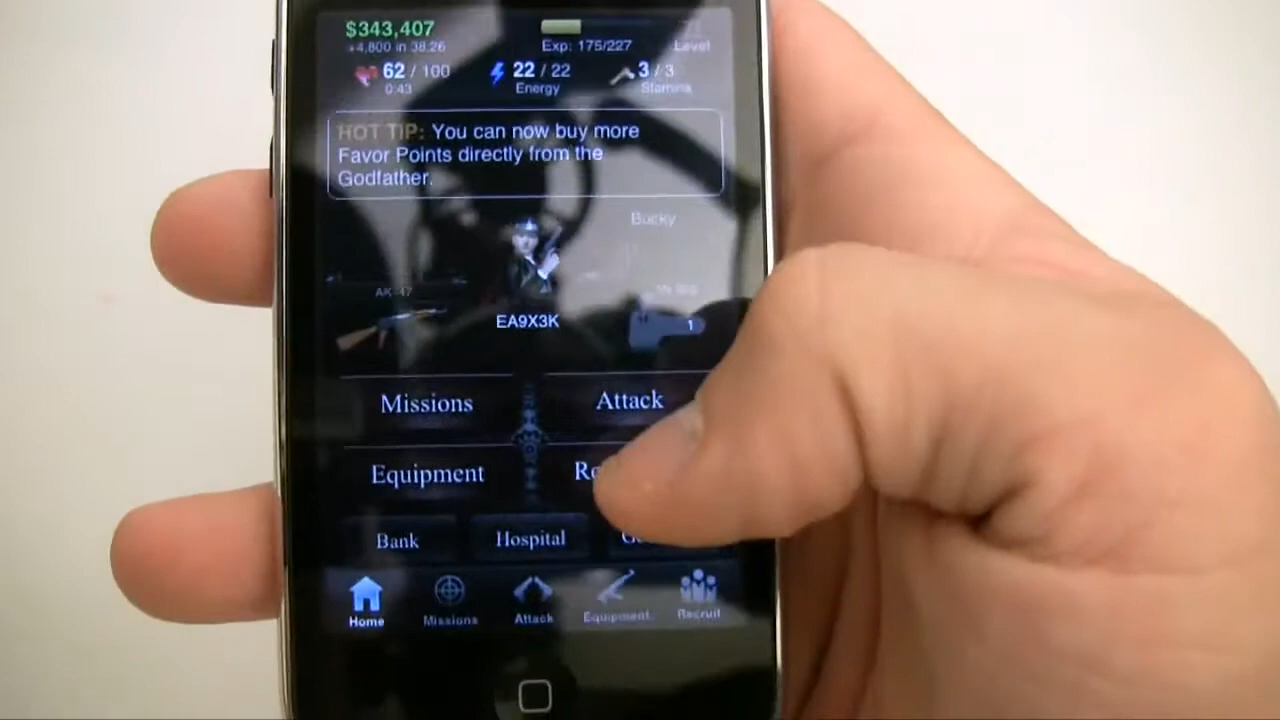 $343,407
+4,800 in 38:26
Exp: 175/227
Level
62 / 100
0:43
22 / 22
Energy
3 / 3
Stamina
HOT TIP: You can now buy more
Favor Points directly from the
Godfather.
Bucky
AK 47
EA9X3K
1
Missions
Attack
Equipment
Bank
Hospital
Home
Missions
Attack
Equipment
Recruit